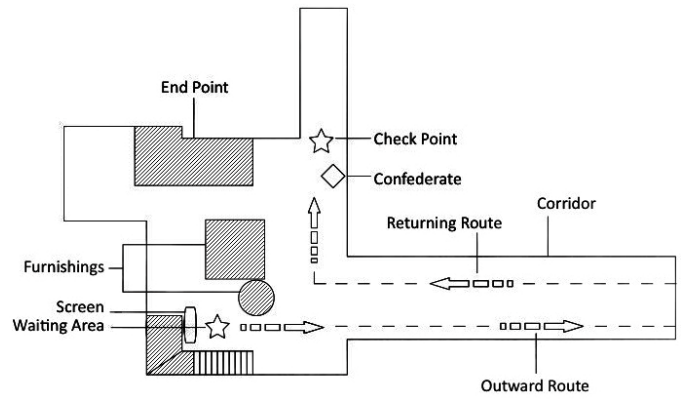 End Point
Check Point
Confederate
Corridor
Returning Route
Furnishings
Screen
Waiting Area
Outward Route